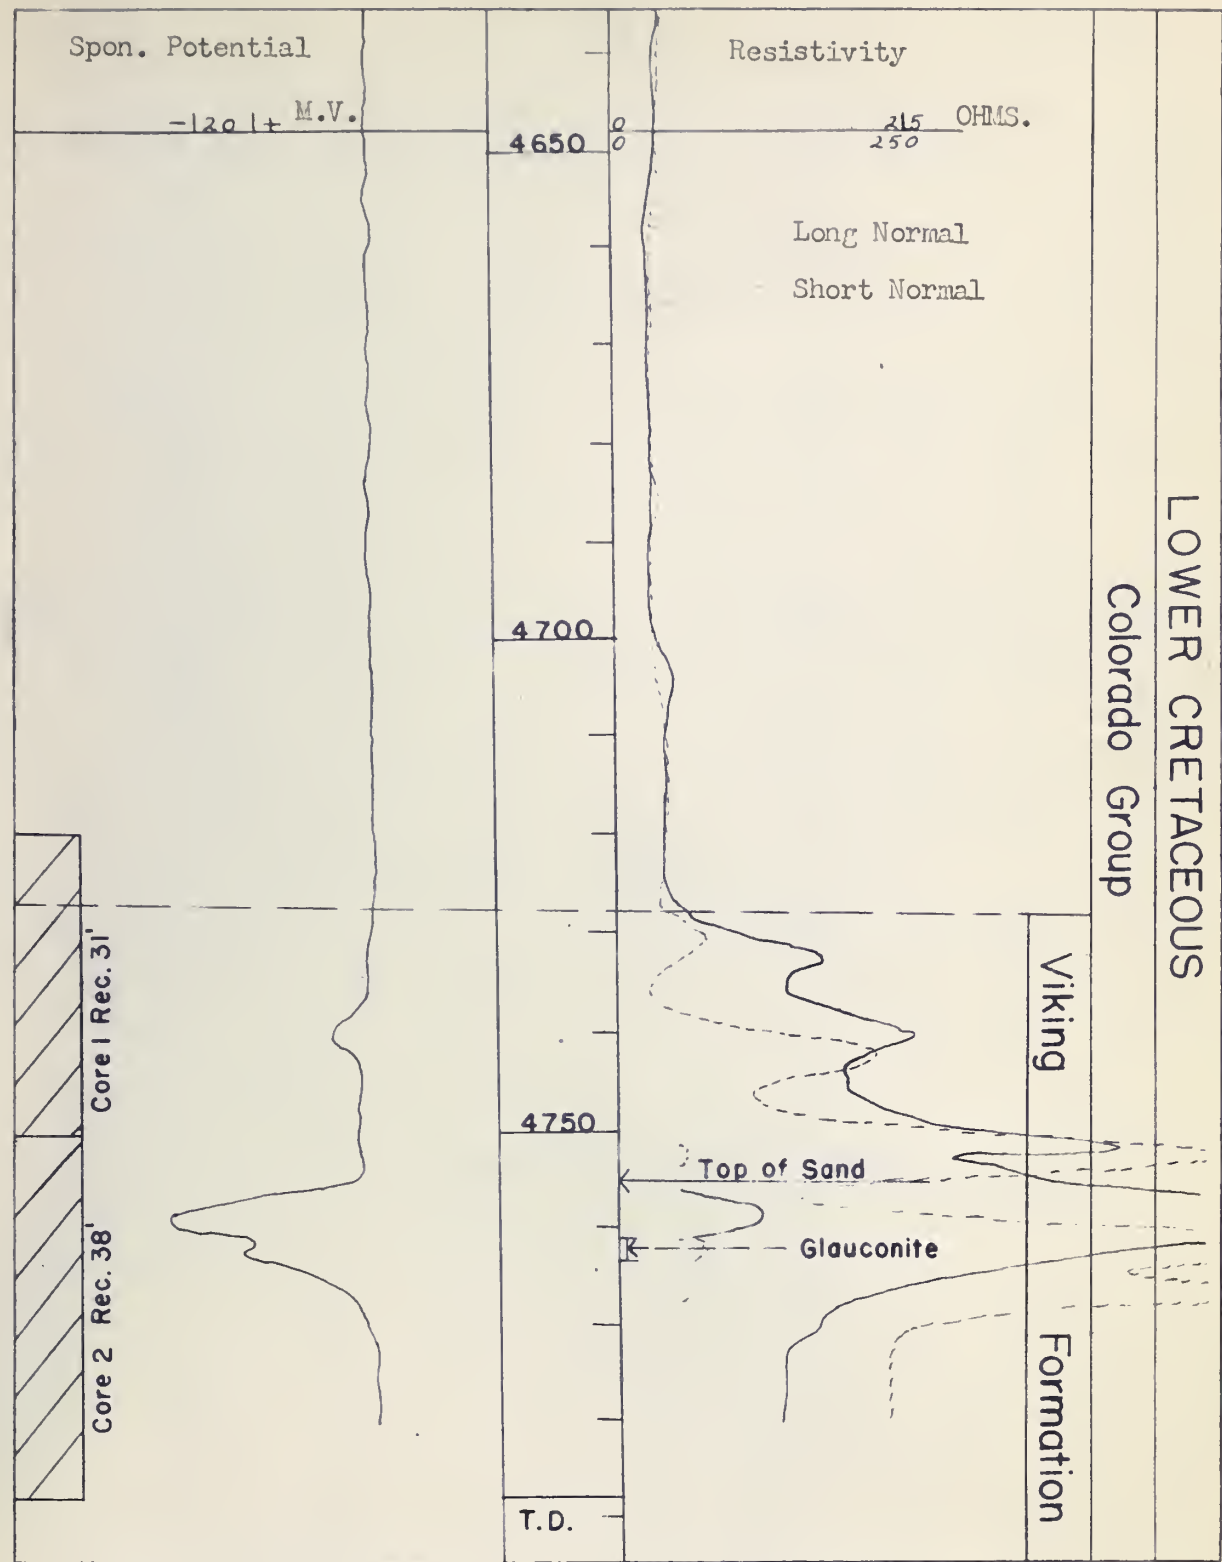 Spon. Potential
Resistivity
-|20|+ M.V.
0 215 OHMS.
0 250
4650
Long Normal
Short Normal
4700
LOWER CRETACEOUS
Colorado Group
Viking Formation
Core 1 Rec. 31'
4750
Top of Sand
Glauconite
Core 2 Rec. 38'
T.D.